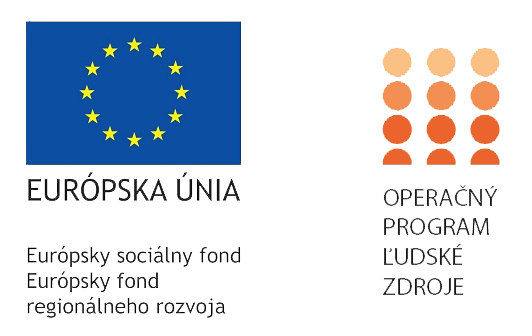 EURÓPSKA ÚNIA
Európsky sociálny fond
Európsky fond
regionálneho rozvoja
OPERAČNÝ
PROGRAM
ĽUDSKÉ
ZDROJE